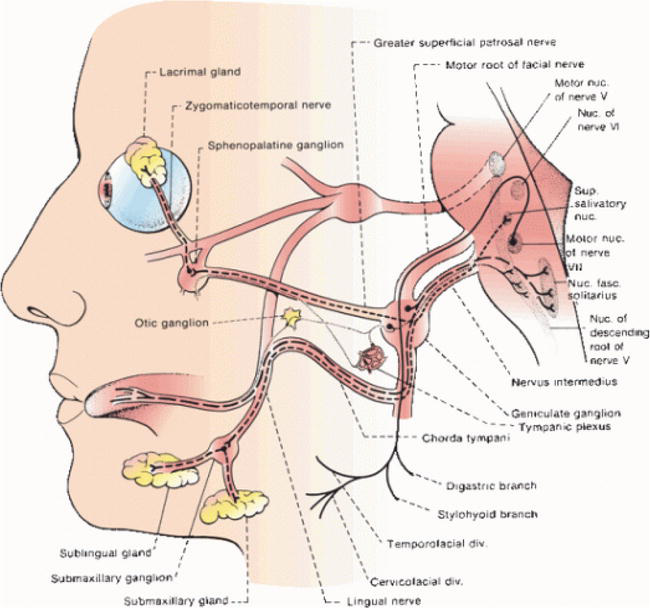 Greater superficial petrosal nerve
Motor root of facial nerve
Lacrimal gland
Motor nuc.
of nerve V
Zygomaticotemporal nerve
Nuc. of
nerve VI
Sphenopalatine ganglion
Sup.
salivatory
nuc.
Motor nuc.
of nerve
VII
Nuc. fasc.
solitarius
Otic ganglion
Nuc. of
descending
root of
nerve V
Nervus intermedius
Geniculate ganglion
Tympanic plexus
Chorda tympani
Digastric branch
Stylohyoid branch
Temporofacial div.
Sublingual gland
Submaxillary ganglion
Cervicofacial div.
Submaxillary gland
Lingual nerve